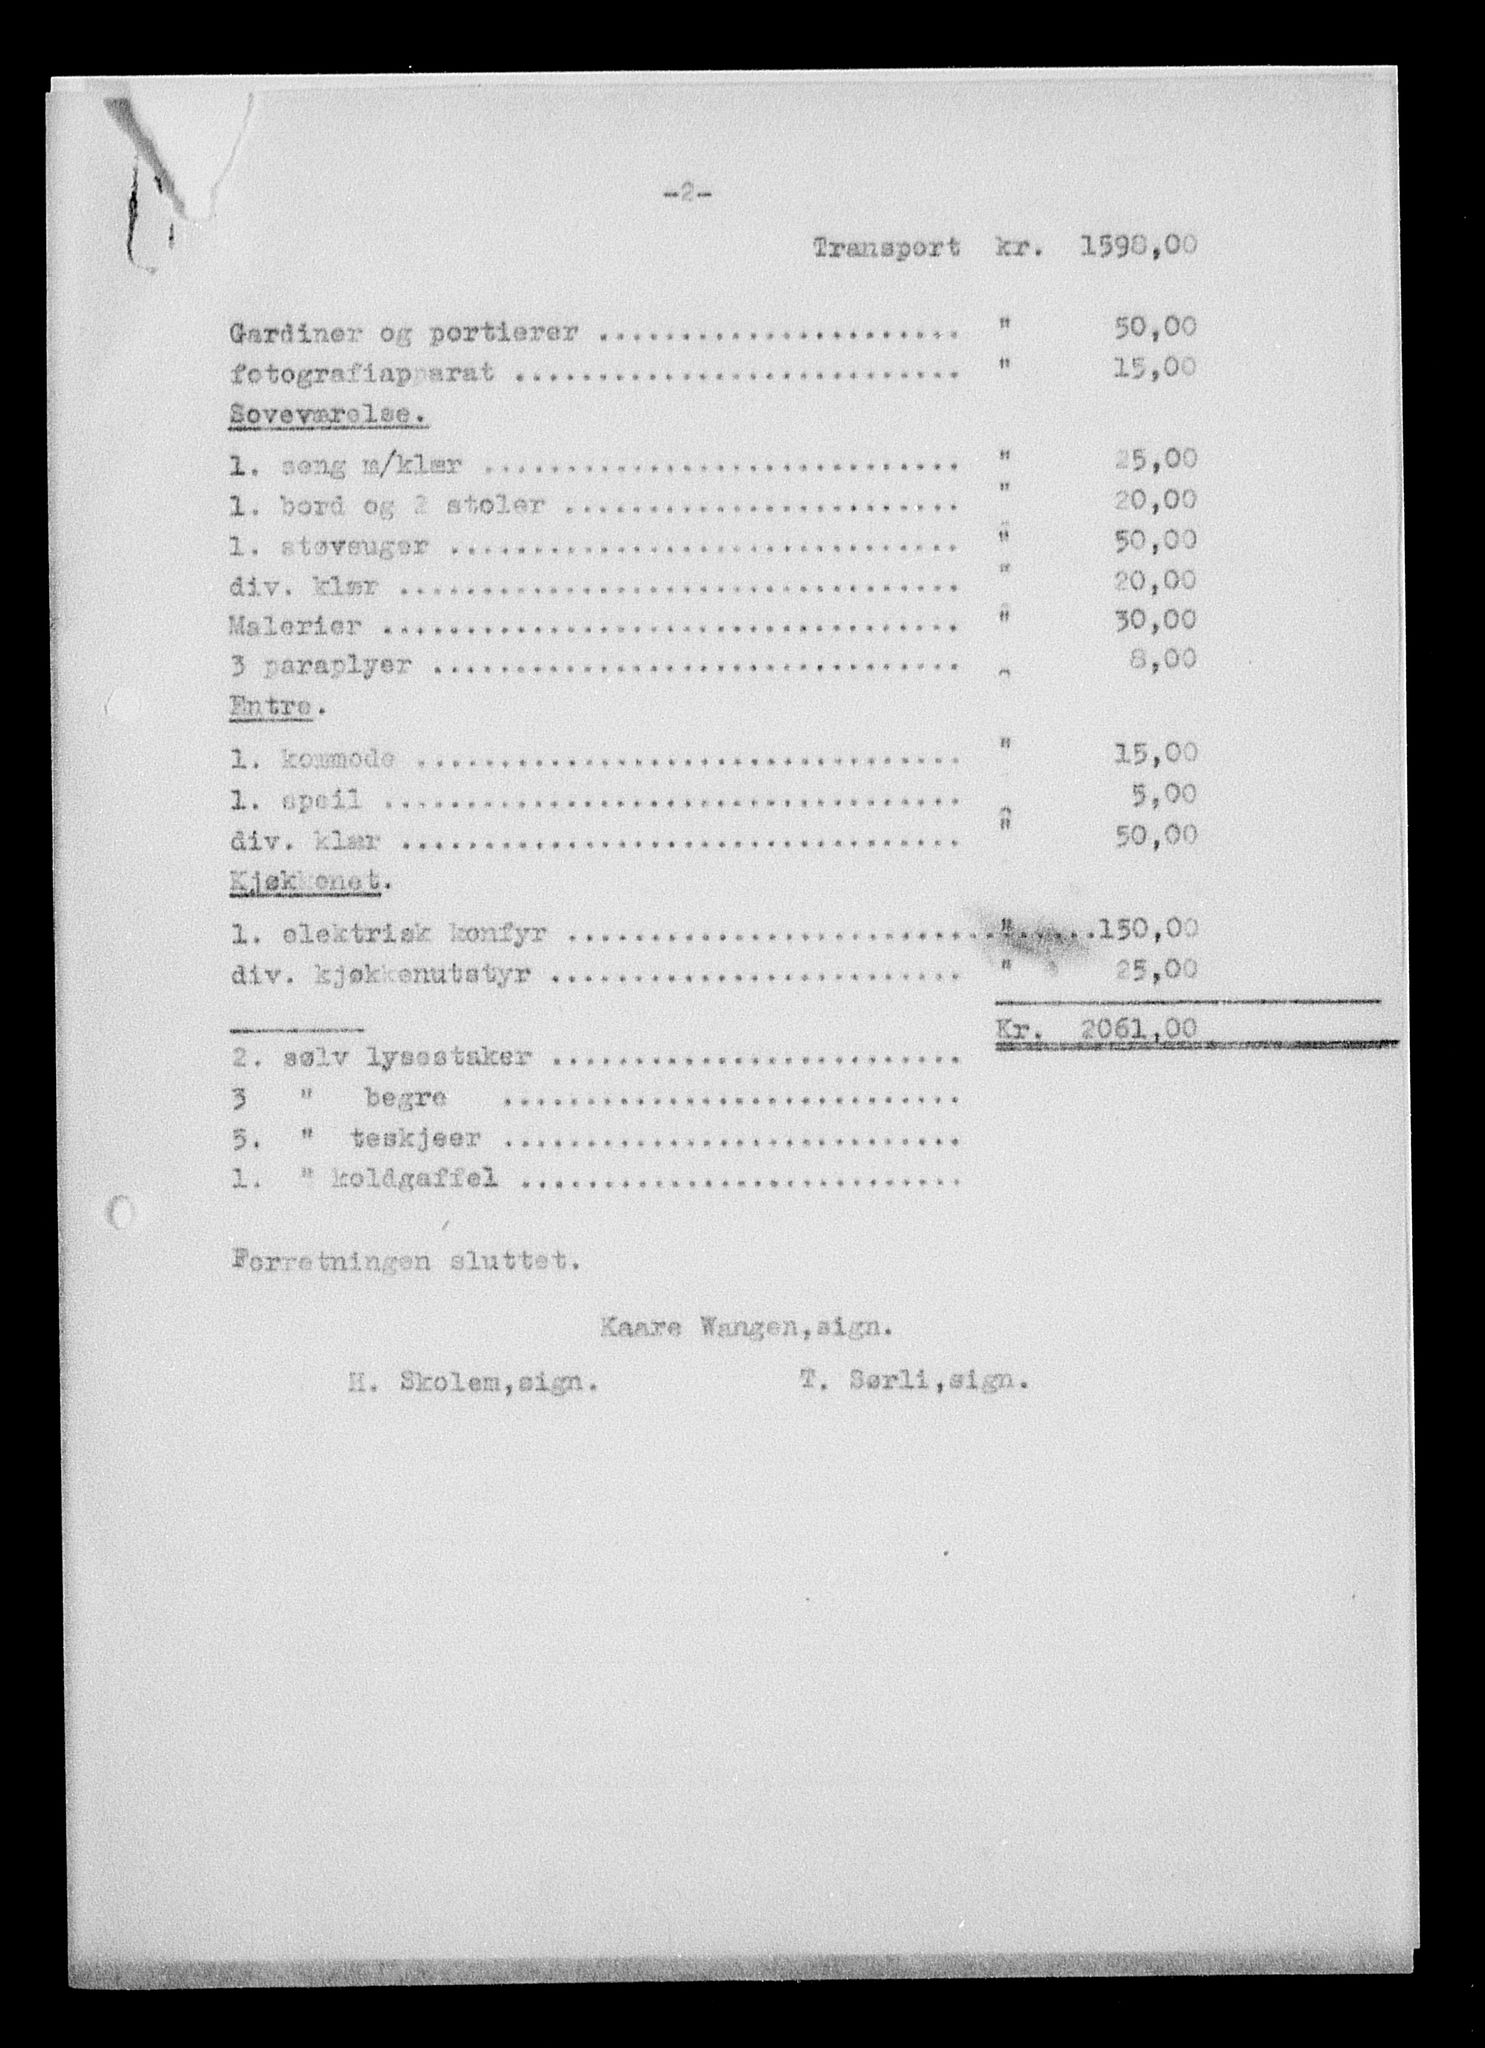 -2-
Transport kr. 1598,00
Gardiner og portierer ...................... " 50,00
fotografiapparat ........................... " 15,00
Soveværelse.
1. seng m/klær ............................. " 25,00
1. bord og 2 stoler ........................ " 20,00
1. støvsuger ............................... " 50,00
div. klær .................................. " 20,00
Malerier ................................... " 30,00
3 paraplyer ................................ " 8,00
Entre.
1. kommode ................................. " 15,00
1. speil ................................... " 5,00
div. klær .................................. " 50,00
Kjøkkenet.
1. elektrisk komfyr ........................."......150,00
div. kjøkkenutstyr ......................... " 25,00
Kr. 2061,00
2. sølv lysestaker .........................
3 " begre ............................
5. " teskjeer ............................
1. " koldgaffel ...........................
Forretningen sluttet.
Kaare Wangen,sign.
H. Skolem,sign. T. Sørli,sign.